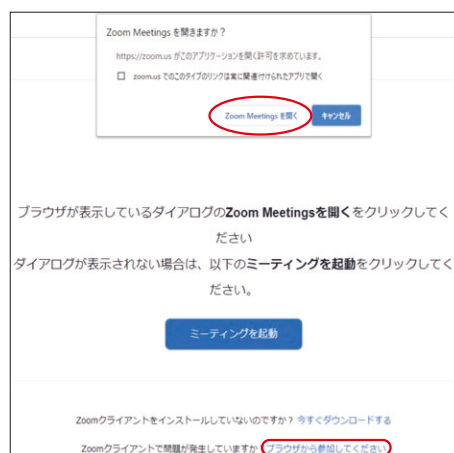 Zoom Meetings を開きますか？
https://zoom.us がこのアプリケーションを開く許可を求めています。
zoom.us でのこのタイプのリンクは常に関連付けられたアプリで開く
Zoom Meetings を開く
キャンセル
ブラウザが表示しているダイアログのZoom Meetingsを開くをクリックしてく
ださい
ダイアログが表示されない場合は、以下のミーティングを起動をクリックしてく
ださい。
ミーティングを起動
Zoomクライアントをインストールしていないのですか？ 今すぐダウンロードする
Zoomクライアントで問題が発生していますか ブラウザから参加してください